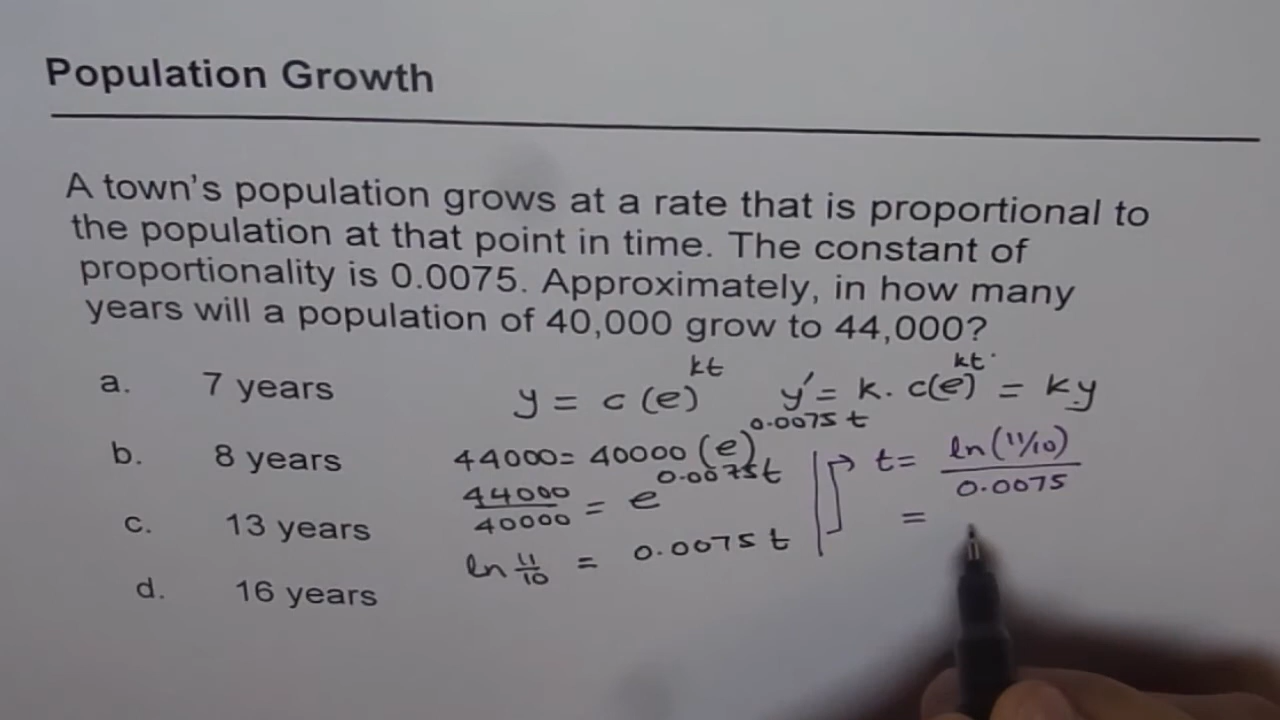 Population Growth
A town's population grows at a rate that is proportional to
the population at that point in time. The constant of
proportionality is 0.0075. Approximately, in how many
years will a population of 40,000 grow to 44,000?
a. 7 years
b. 8 years
c. 13 years
d. 16 years
y = c (e)^kt y' = k. c(e)^kt = ky
44000 = 40000 (e)^0.0075 t
44000/40000 = e^0.0075t
ln 11/10 = 0.0075 t
t = ln (11/10) / 0.0075
=